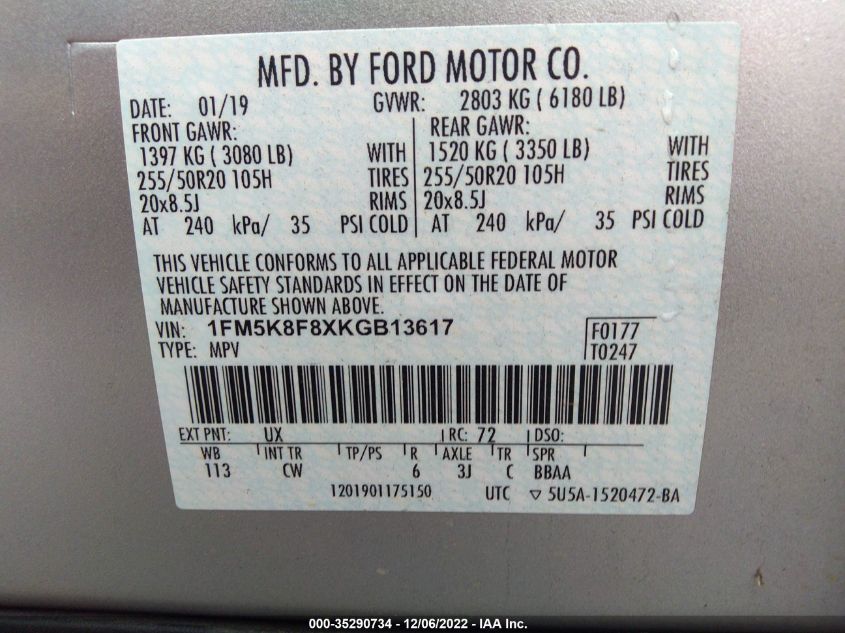 MFD. BY FORD MOTOR CO.
DATE: 01/19 GVWR: 2803 KG ( 6180 LB)
FRONT GAWR: REAR GAWR:
1397 KG ( 3080 LB) WITH 1520 KG ( 3350 LB) WITH
255/50R20 105H TIRES 255/50R20 105H TIRES
20x8.5J RIMS 20x8.5J RIMS
AT 240 kPa/ 35 PSI COLD AT 240 kPa/ 35 PSI COLD
THIS VEHICLE CONFORMS TO ALL APPLICABLE FEDERAL MOTOR
VEHICLE SAFETY STANDARDS IN EFFECT ON THE DATE OF
MANUFACTURE SHOWN ABOVE.
VIN: 1FM5K8F8XKGB13617 F0177
TYPE: MPV T0247
EXT PNT: UX RC: 72 DSO:
WB INT TR TP/PS R AXLE TR SPR
113 CW 6 3J C BBAA
1201901175150 UTC ▽ 5U5A-1520472-BA
000-35290734 - 12/06/2022 - IAA Inc.